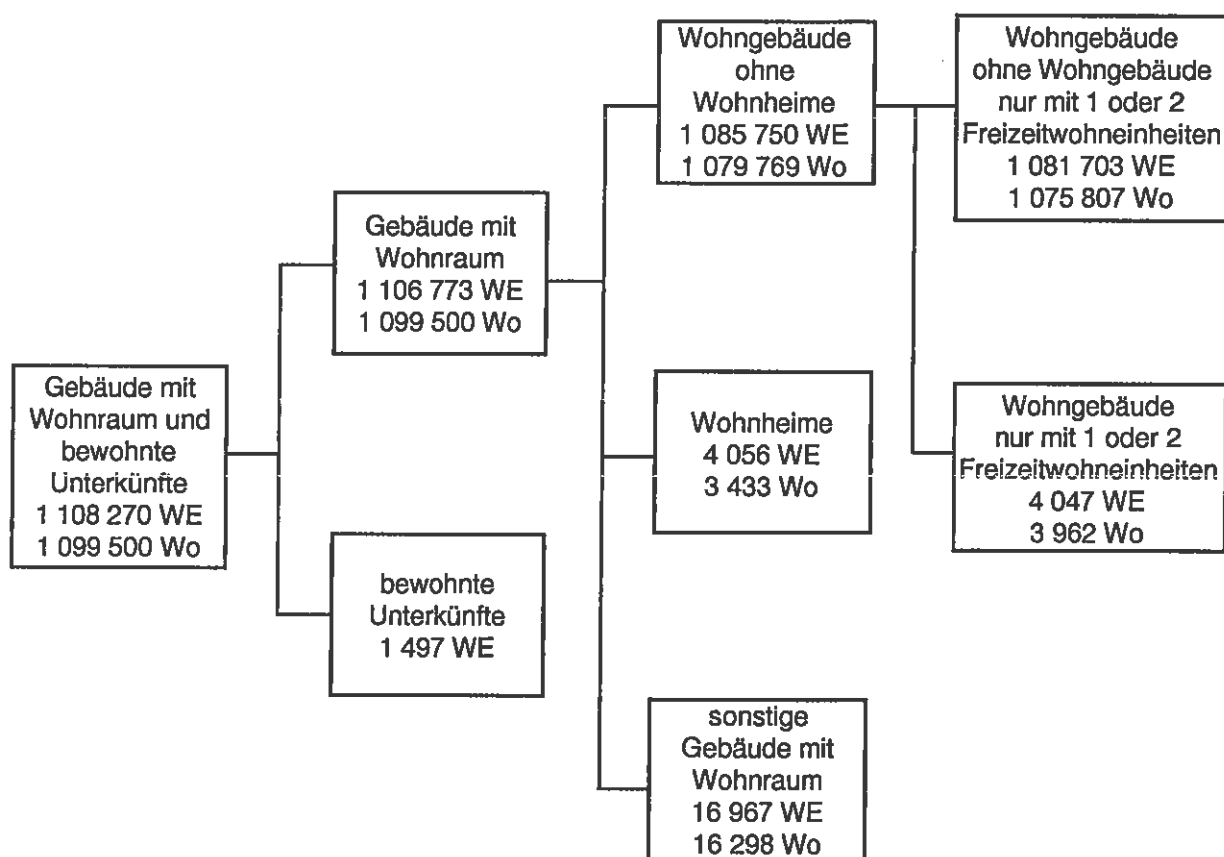 Gebäude mit
Wohnraum und
bewohnte
Unterkünfte
1 108 270 WE
1 099 500 Wo
Gebäude mit
Wohnraum
1 106 773 WE
1 099 500 Wo
bewohnte
Unterkünfte
1 497 WE
Wohngebäude
ohne
Wohnheime
1 085 750 WE
1 079 769 Wo
Wohnheime
4 056 WE
3 433 Wo
sonstige
Gebäude mit
Wohnraum
16 967 WE
16 298 Wo
Wohngebäude
ohne Wohngebäude
nur mit 1 oder 2
Freizeitwohneinheiten
1 081 703 WE
1 075 807 Wo
Wohngebäude
nur mit 1 oder 2
Freizeitwohneinheiten
4 047 WE
3 962 Wo